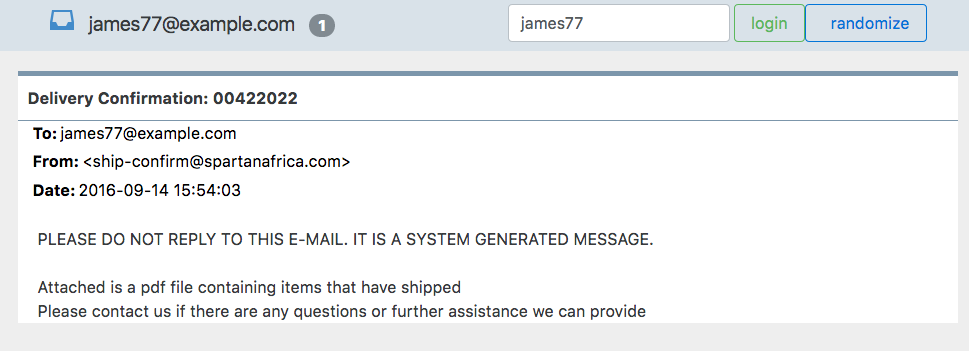 james77@example.com 1 james77 login randomize
Delivery Confirmation: 00422022
To: james77@example.com
From: <ship-confirm@spartanafrica.com>
Date: 2016-09-14 15:54:03
PLEASE DO NOT REPLY TO THIS E-MAIL. IT IS A SYSTEM GENERATED MESSAGE.
Attached is a pdf file containing items that have shipped
Please contact us if there are any questions or further assistance we can provide